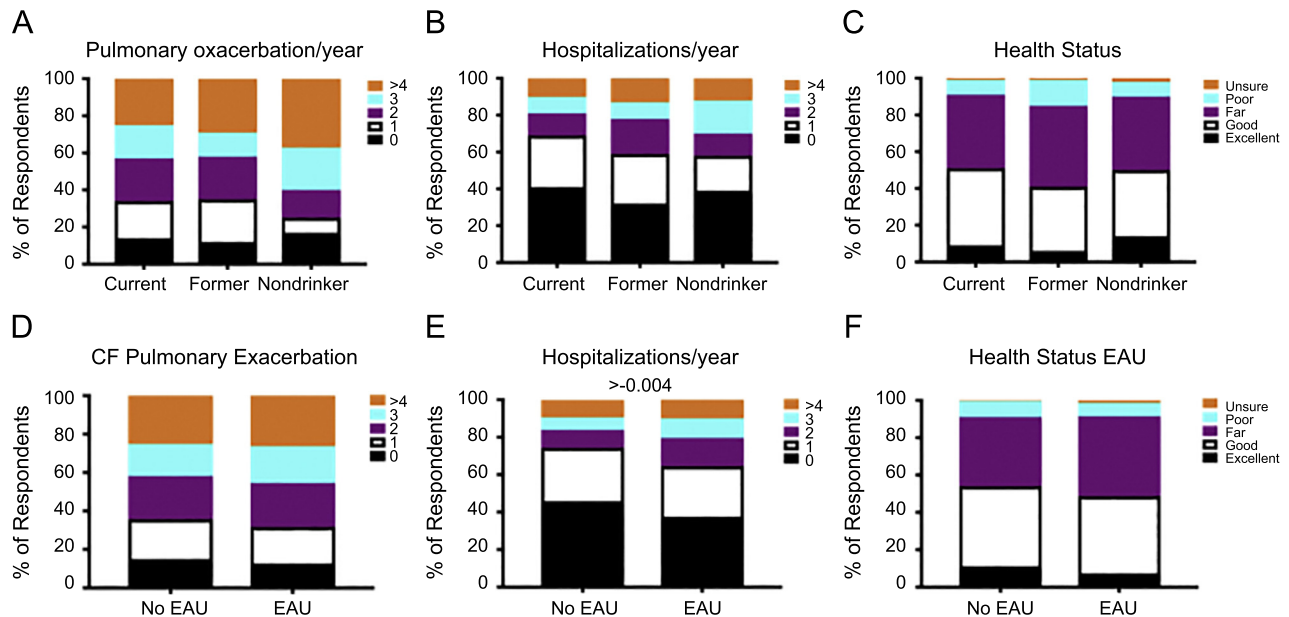 A
Pulmonary oxacerbation/year
% of Respondents
100
80
60
40
20
0
Current Former Nondrinker
>4
3
2
1
0
B
Hospitalizations/year
% of Respondents
100
80
60
40
20
0
Current Former Nondrinker
>4
3
2
1
0
C
Health Status
% of Respondents
100
80
60
40
20
0
Current Former Nondrinker
Unsure
Poor
Far
Good
Excellent
D
CF Pulmonary Exacerbation
% of Respondents
100
80
60
40
20
0
No EAU EAU
>4
3
2
1
0
E
Hospitalizations/year
>-0.004
% of Respondents
100
80
60
40
20
0
No EAU EAU
>4
3
2
1
0
F
Health Status EAU
% of Respondents
100
80
60
40
20
0
No EAU EAU
Unsure
Poor
Far
Good
Excellent